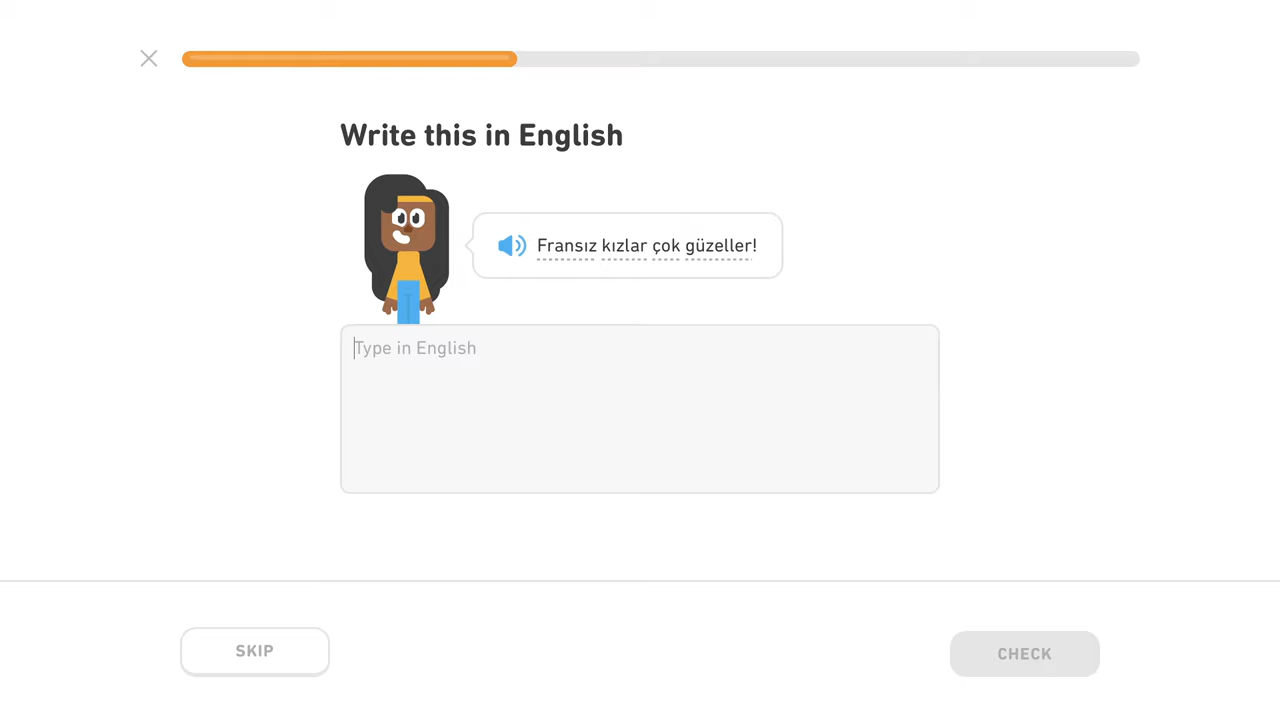 Write this in English
Fransız kızlar çok güzeller!
Type in English
SKIP
CHECK